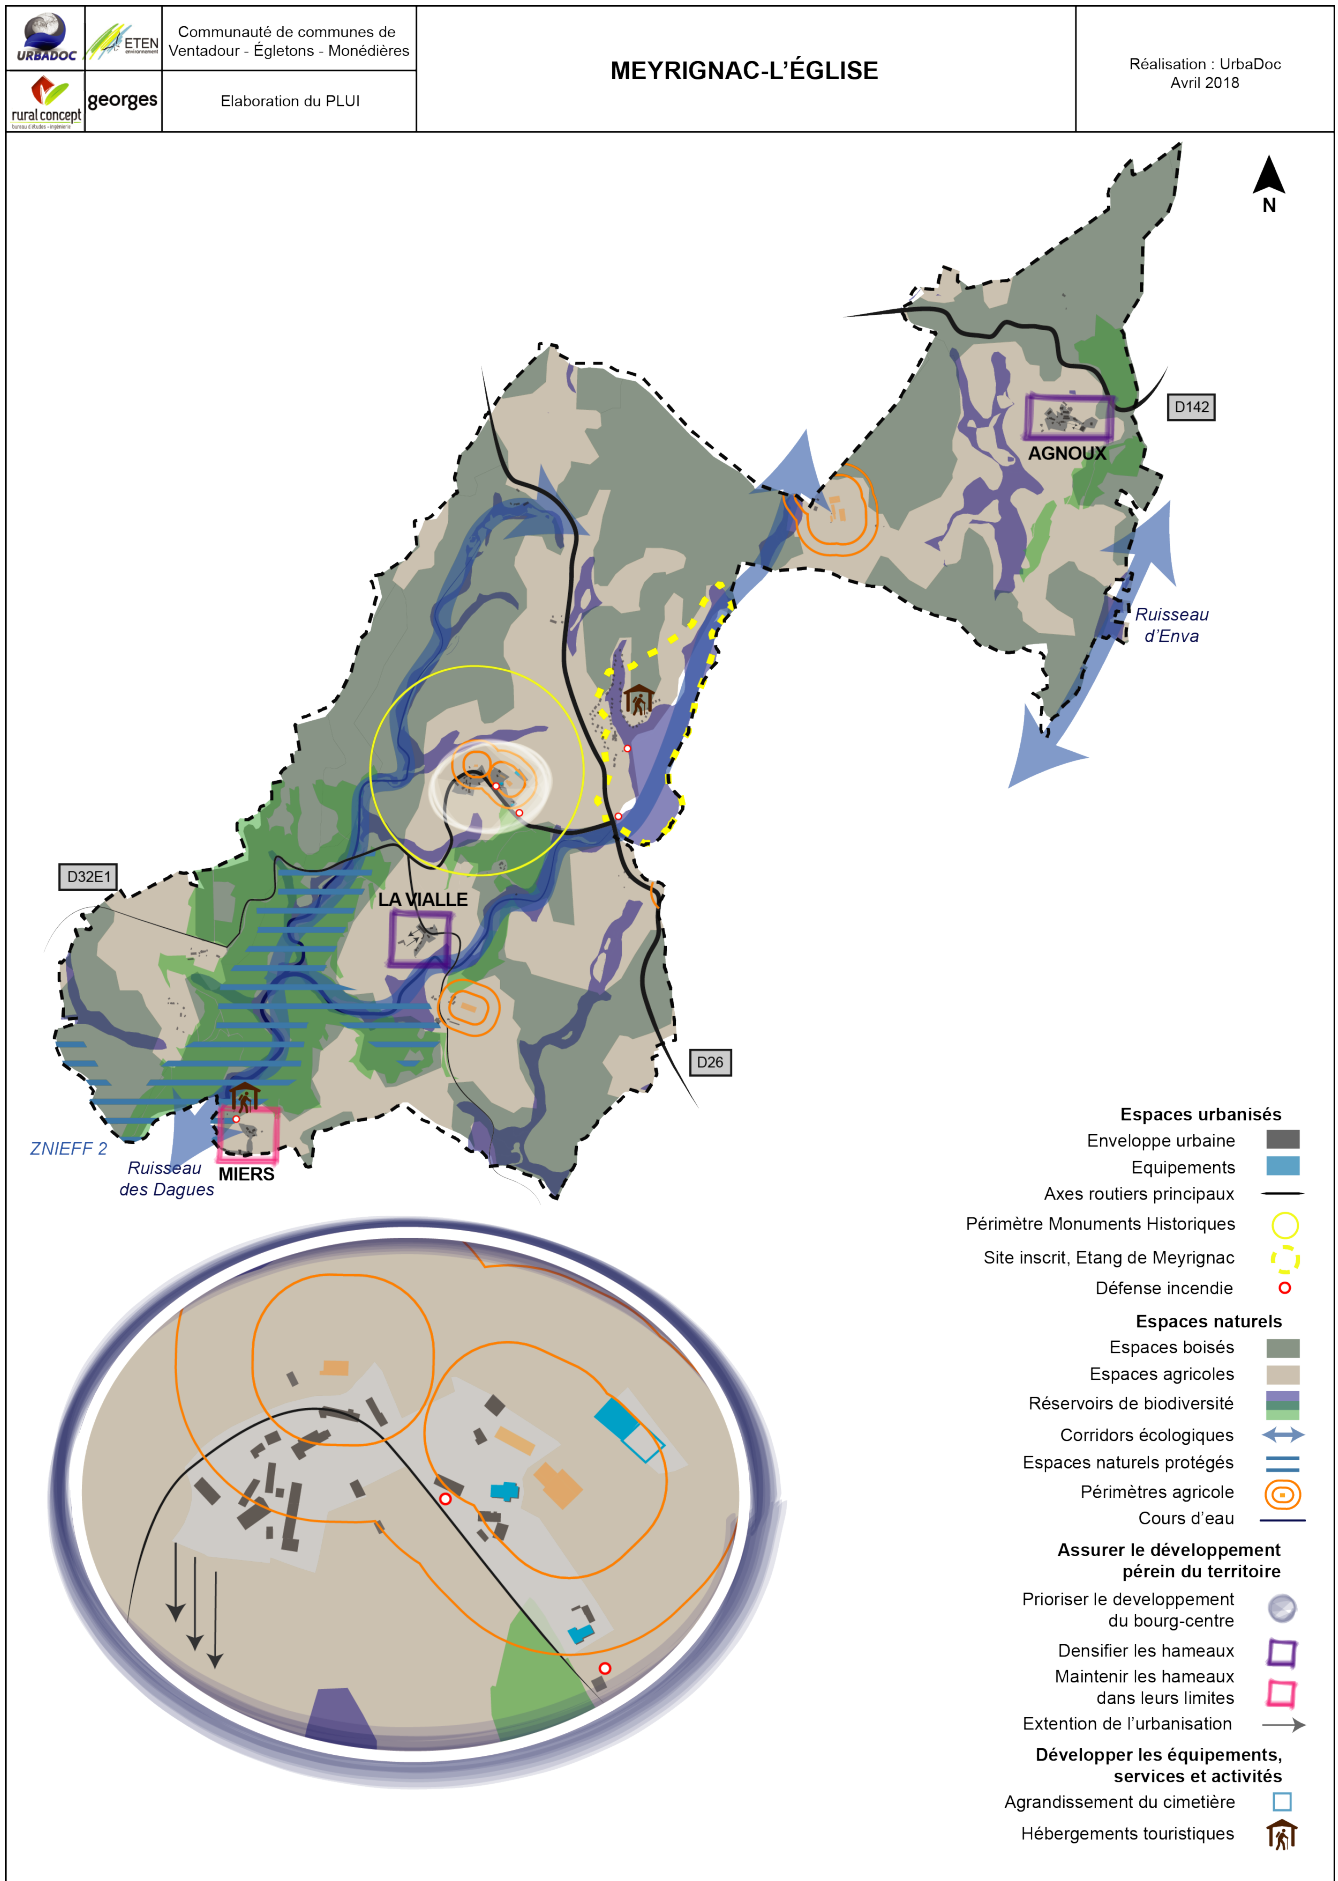 URBADOC
ETEN
environnement
rural concept
bureau d'études - ingénierie
georges
Communauté de communes de
Ventadour - Égletons - Monédières
Elaboration du PLUI
MEYRIGNAC-L'ÉGLISE
Réalisation : UrbaDoc
Avril 2018
N
D142
AGNOUX
Ruisseau
d'Enva
D32E1
LA VIALLE
D26
ZNIEFF 2
Ruisseau
des Dagues
MIERS
Espaces urbanisés
Enveloppe urbaine
Equipements
Axes routiers principaux
Périmètre Monuments Historiques
Site inscrit, Etang de Meyrignac
Défense incendie
Espaces naturels
Espaces boisés
Espaces agricoles
Réservoirs de biodiversité
Corridors écologiques
Espaces naturels protégés
Périmètres agricole
Cours d'eau
Assurer le développement
pérein du territoire
Prioriser le developpement
du bourg-centre
Densifier les hameaux
Maintenir les hameaux
dans leurs limites
Extention de l'urbanisation
Développer les équipements,
services et activités
Agrandissement du cimetière
Hébergements touristiques